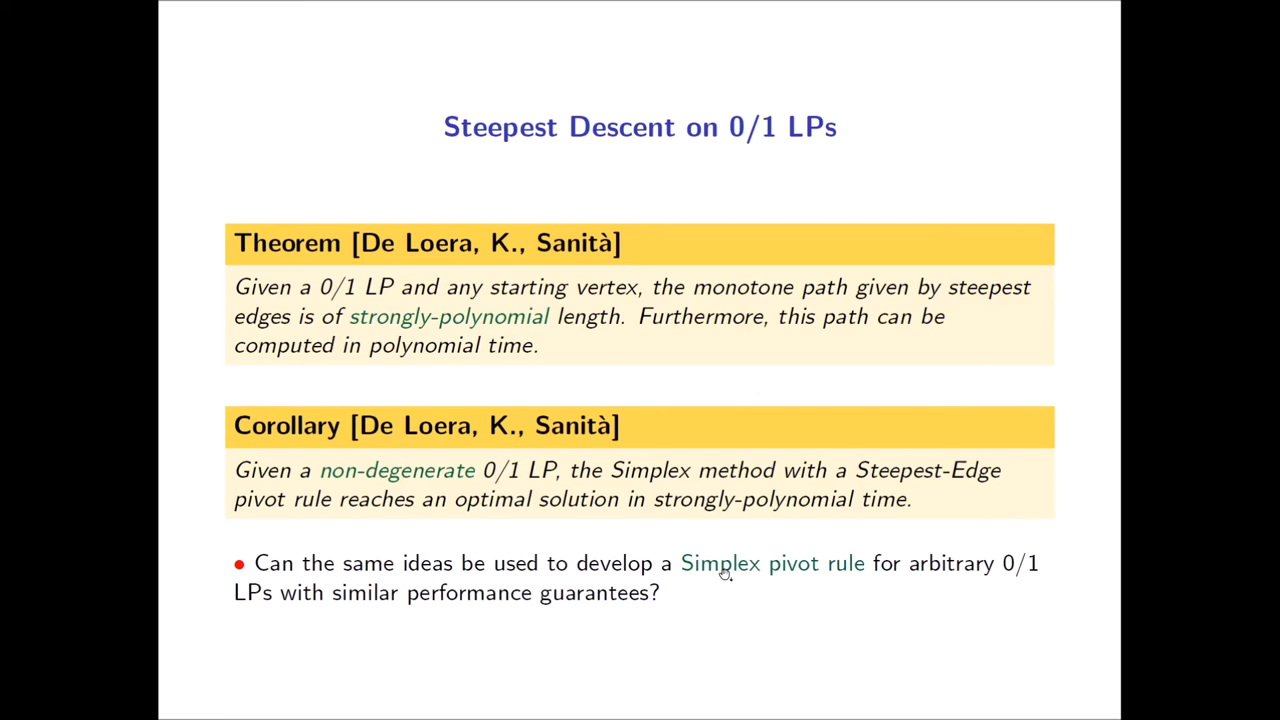 Steepest Descent on 0/1 LPs
Theorem [De Loera, K., Sanità]
Given a 0/1 LP and any starting vertex, the monotone path given by steepest
edges is of strongly-polynomial length. Furthermore, this path can be
computed in polynomial time.
Corollary [De Loera, K., Sanità]
Given a non-degenerate 0/1 LP, the Simplex method with a Steepest-Edge
pivot rule reaches an optimal solution in strongly-polynomial time.
• Can the same ideas be used to develop a Simplex pivot rule for arbitrary 0/1
LPs with similar performance guarantees?